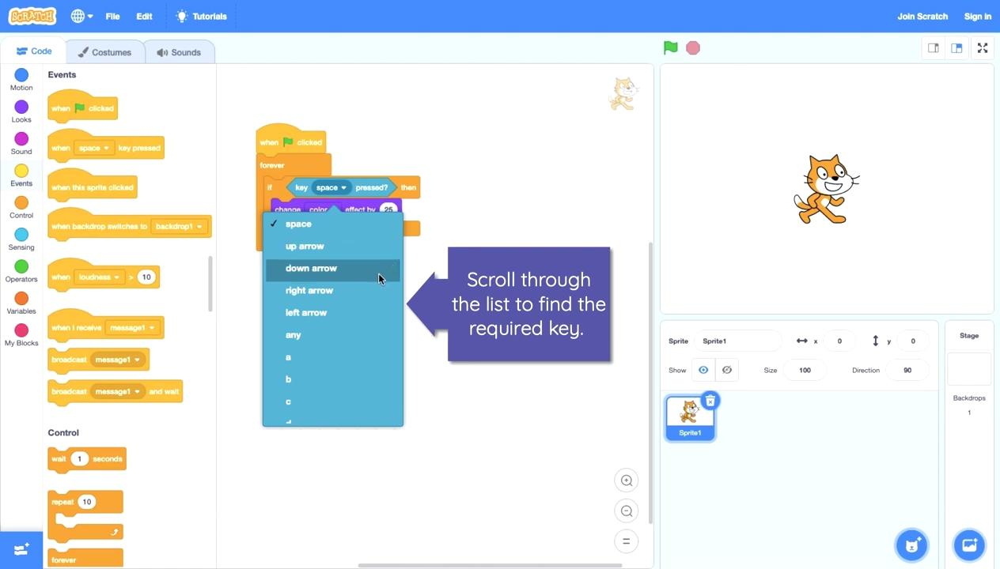 SCRATCH
File
Edit
Tutorials
Join Scratch
Sign in
Code
Costumes
Sounds
Motion
Looks
Sound
Events
Control
Sensing
Operators
Variables
My Blocks
Events
when clicked
when space key pressed
when this sprite clicked
when backdrop switches to backdrop1
when loudness > 10
when I receive message1
broadcast message1
broadcast message1 and wait
Control
wait 1 seconds
repeat 10
forever
when clicked
forever
if key space pressed? then
change color effect by 25
✓ space
up arrow
down arrow
right arrow
left arrow
any
a
b
c
Scroll through
the list to find the
required key.
Sprite Sprite1 x 0 y 0
Show Size 100 Direction 90
Sprite1
Stage
Backdrops
1